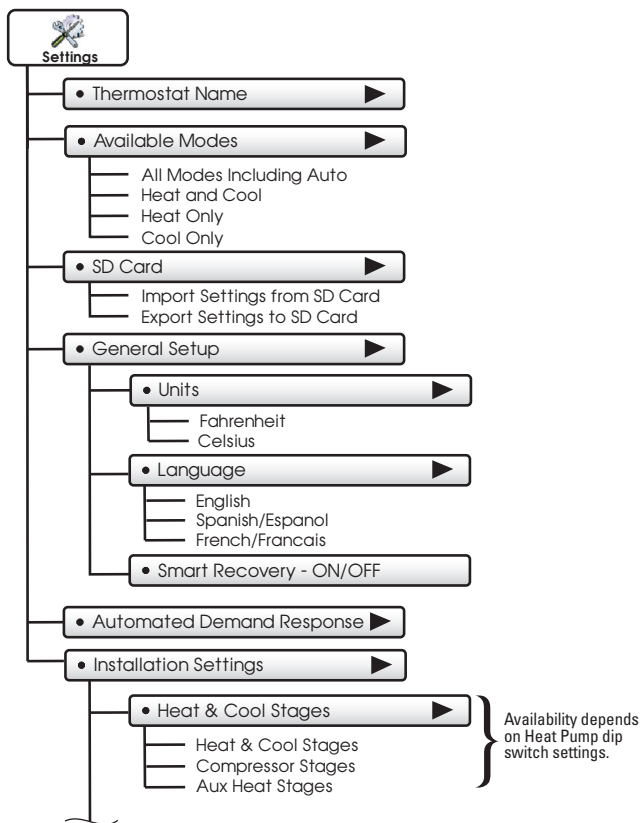 Settings
• Thermostat Name
• Available Modes
All Modes Including Auto
Heat and Cool
Heat Only
Cool Only
• SD Card
Import Settings from SD Card
Export Settings to SD Card
• General Setup
• Units
Fahrenheit
Celsius
• Language
English
Spanish/Espanol
French/Francais
• Smart Recovery - ON/OFF
• Automated Demand Response
• Installation Settings
• Heat & Cool Stages
Heat & Cool Stages
Compressor Stages
Aux Heat Stages
Availability depends
on Heat Pump dip
switch settings.